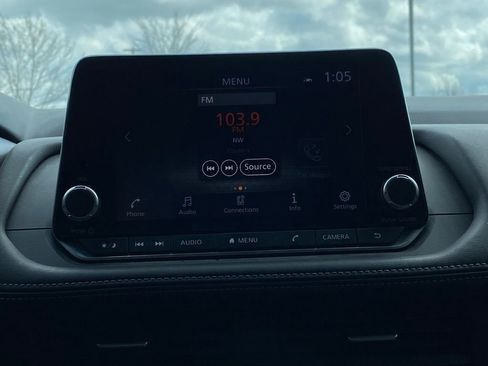 MENU
1:05
FM
103.9
FM
NW
Source
Phone
Audio
Connections
Info
Settings
AUDIO
MENU
CAMERA